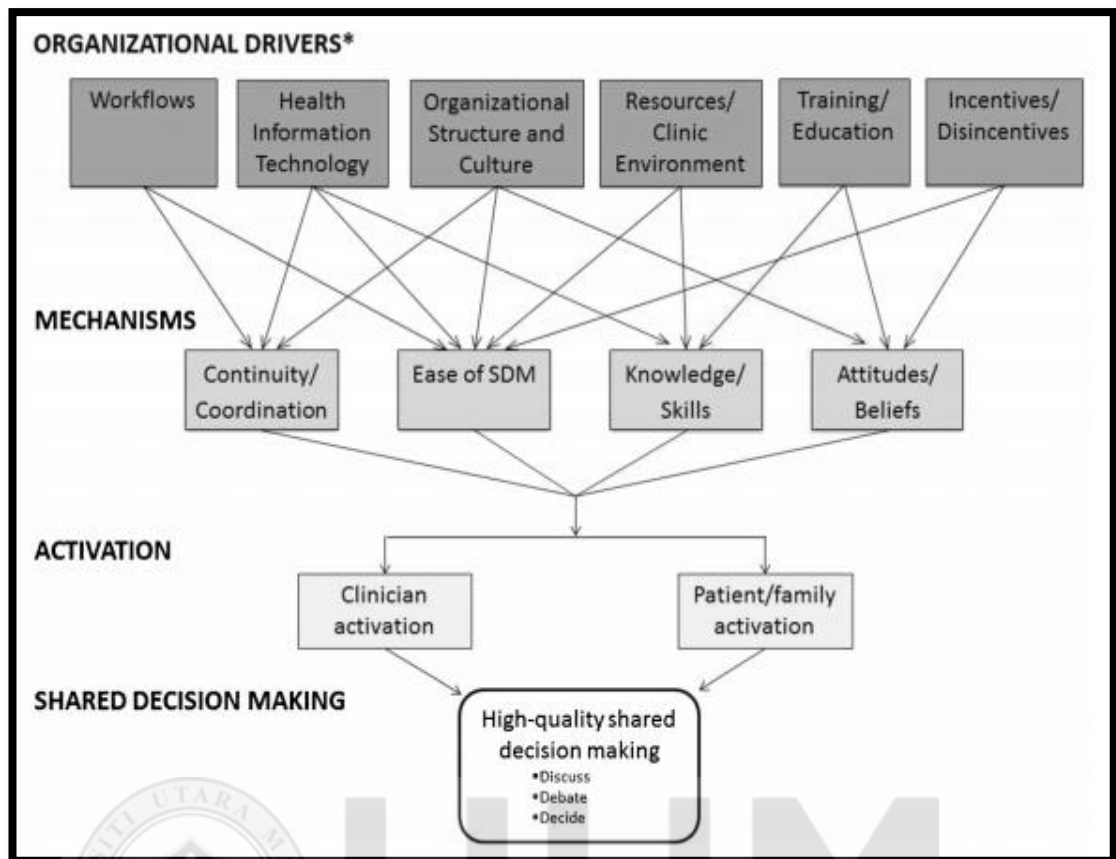 ORGANIZATIONAL DRIVERS*
Workflows
Health
Information
Technology
Organizational
Structure and
Culture
Resources/
Clinic
Environment
Training/
Education
Incentives/
Disincentives
MECHANISMS
Continuity/
Coordination
Ease of SDM
Knowledge/
Skills
Attitudes/
Beliefs
ACTIVATION
Clinician
activation
Patient/family
activation
SHARED DECISION MAKING
High-quality shared
decision making
•Discuss
•Debate
•Decide
UUM